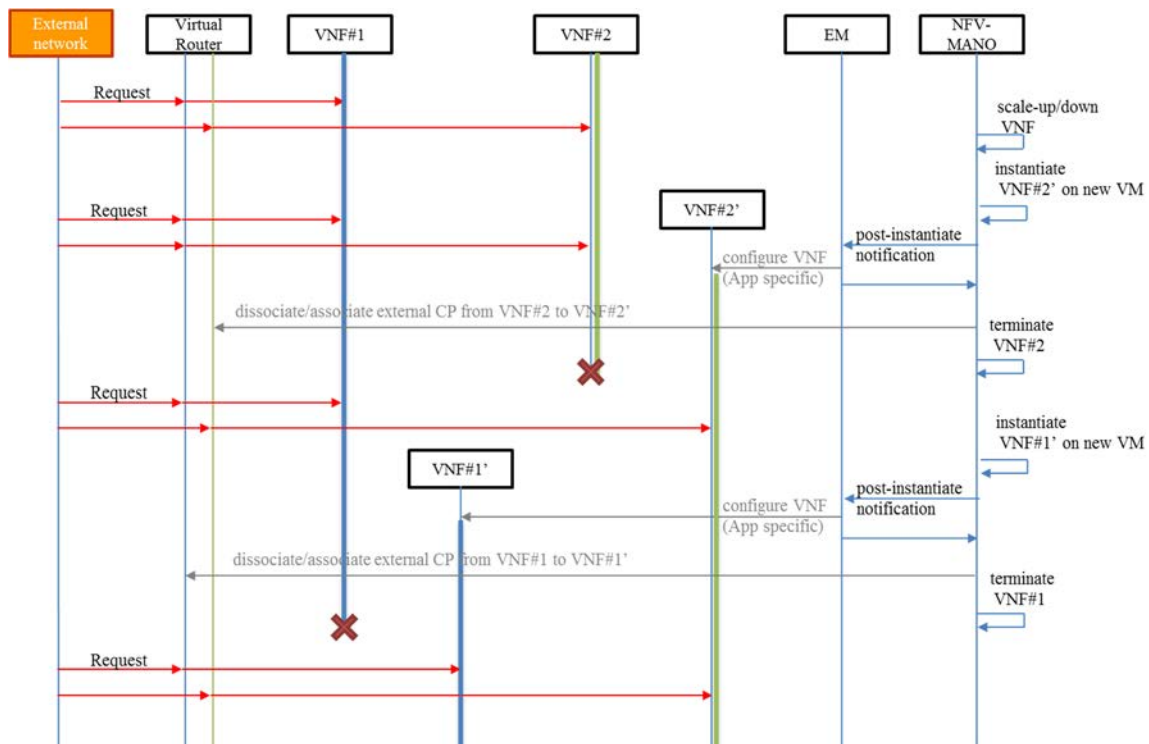 External
network
Virtual
Router
VNF#1
VNF#2
EM
NFV-
MANO
Request
scale-up/down
VNF
instantiate
VNF#2’ on new VM
Request
VNF#2’
post-instantiate
notification
configure VNF
(App specific)
dissociate/associate external CP from VNF#2 to VNF#2’
terminate
VNF#2
Request
instantiate
VNF#1’ on new VM
VNF#1’
post-instantiate
notification
configure VNF
(App specific)
dissociate/associate external CP from VNF#1 to VNF#1’
terminate
VNF#1
Request